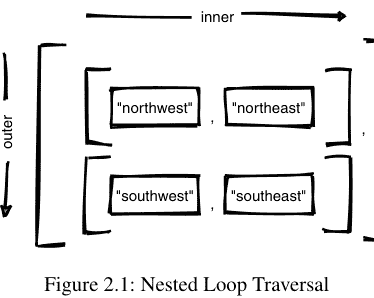 inner
outer
"northwest" , "northeast"
,
"southwest" , "southeast"
Figure 2.1: Nested Loop Traversal